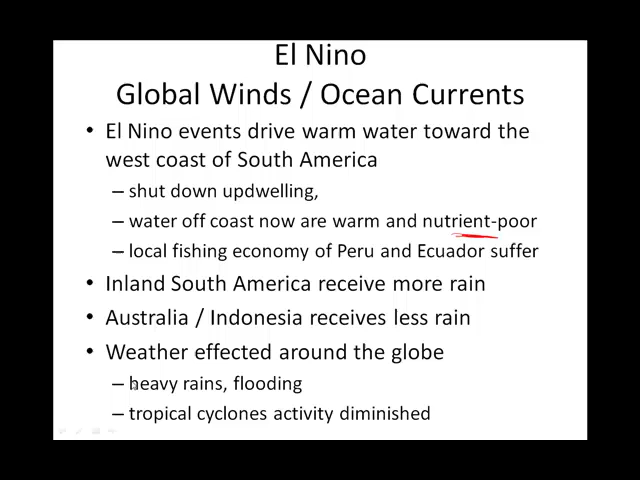 El Nino
Global Winds / Ocean Currents
• El Nino events drive warm water toward the
west coast of South America
– shut down updwelling,
– water off coast now are warm and nutrient-poor
– local fishing economy of Peru and Ecuador suffer
• Inland South America receive more rain
• Australia / Indonesia receives less rain
• Weather effected around the globe
– heavy rains, flooding
– tropical cyclones activity diminished